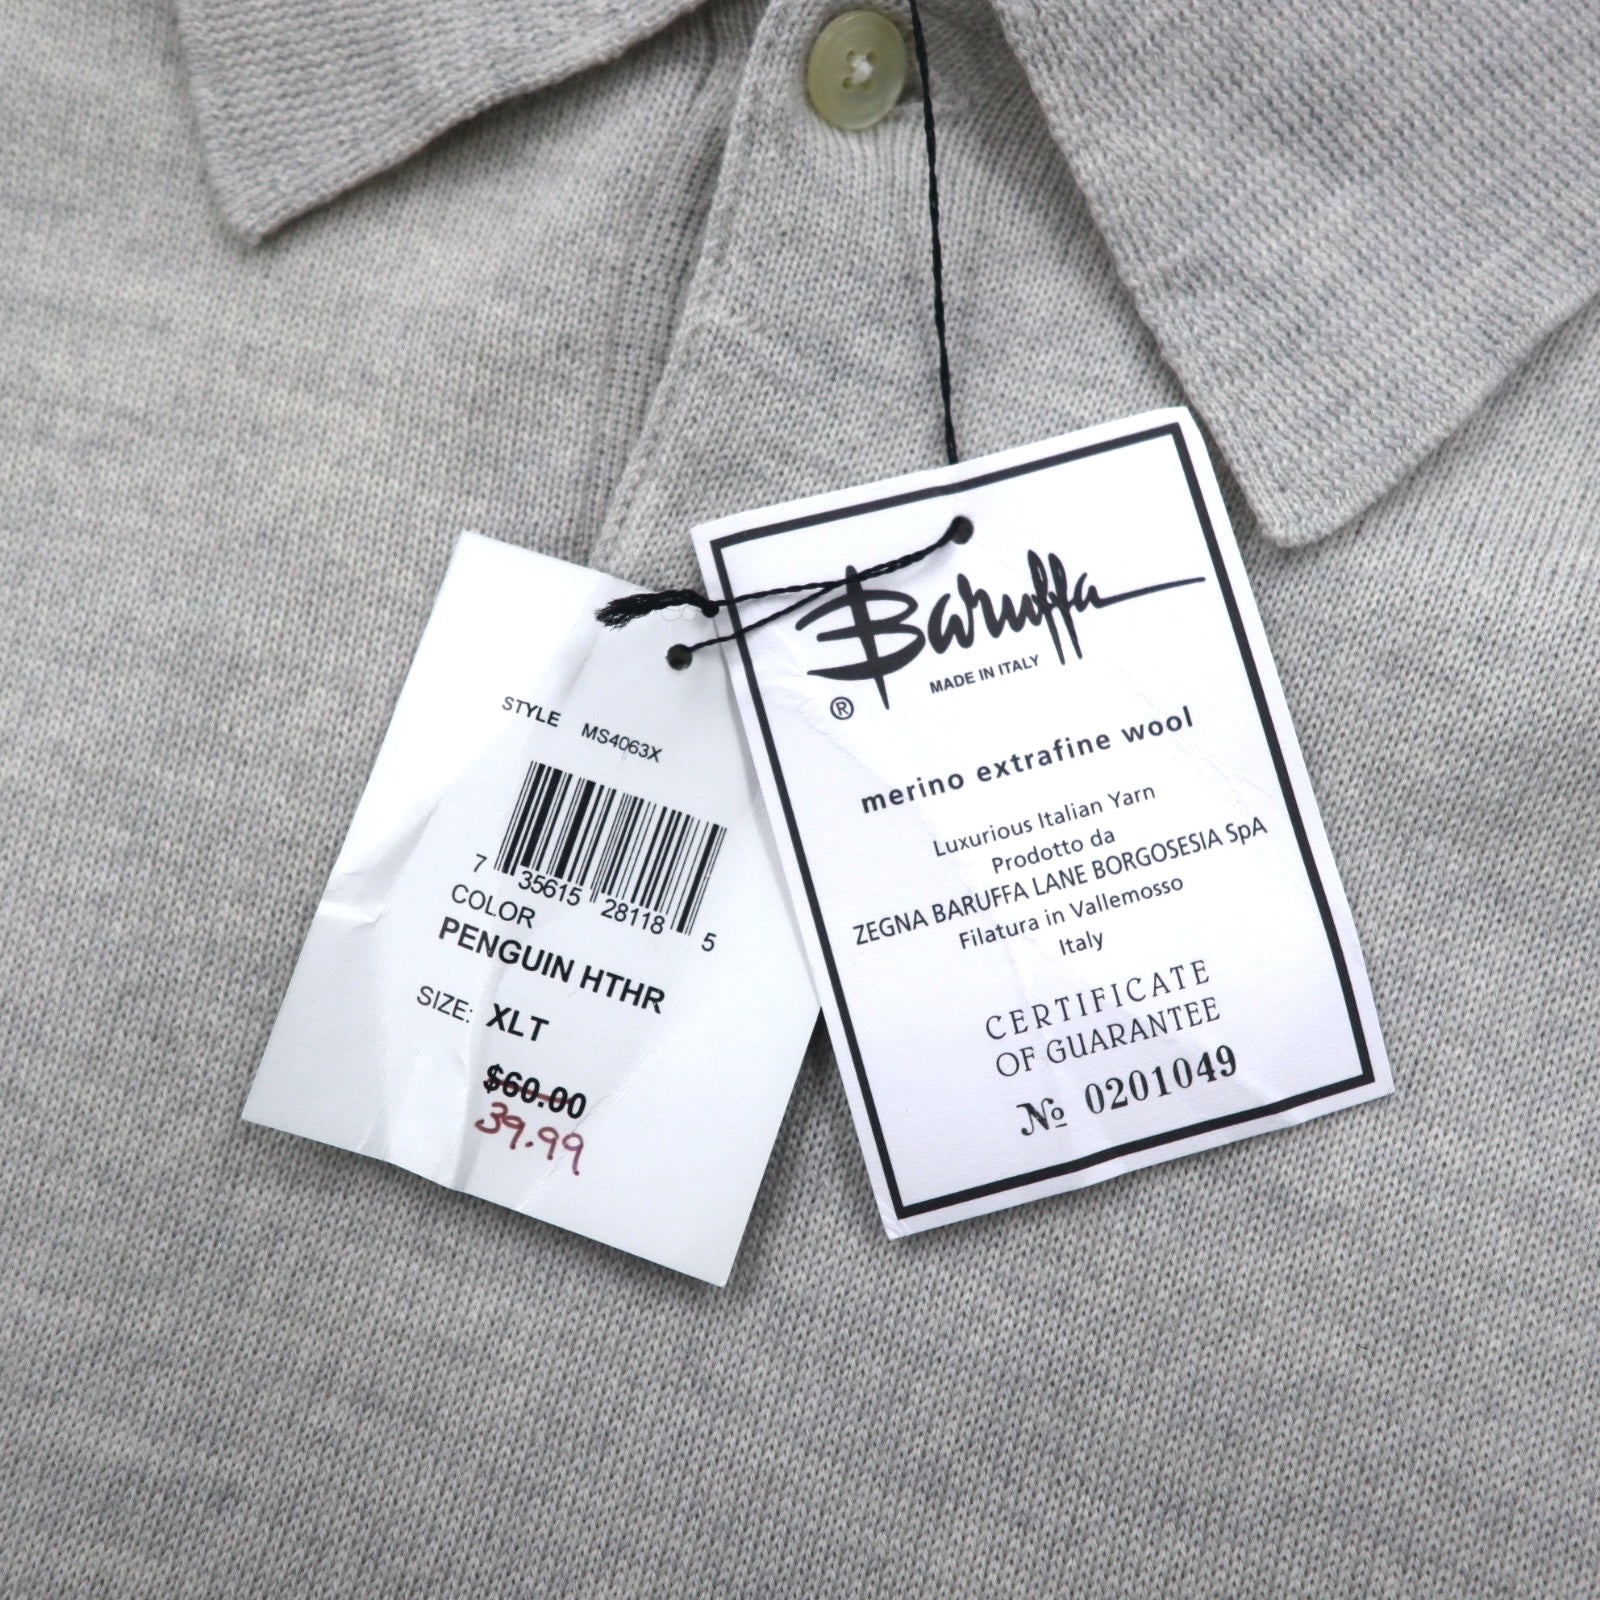 STYLE MS4063X
7 35615 28118 5
COLOR
PENGUIN HTHR
SIZE: XLT
$60.00
39.99
Baruffa
® MADE IN ITALY
merino extrafine wool
Luxurious Italian Yarn
Prodotto da
ZEGNA BARUFFA LANE BORGOSESIA SpA
Filatura in Vallemosso
Italy
CERTIFICATE
OF GUARANTEE
№ 0201049